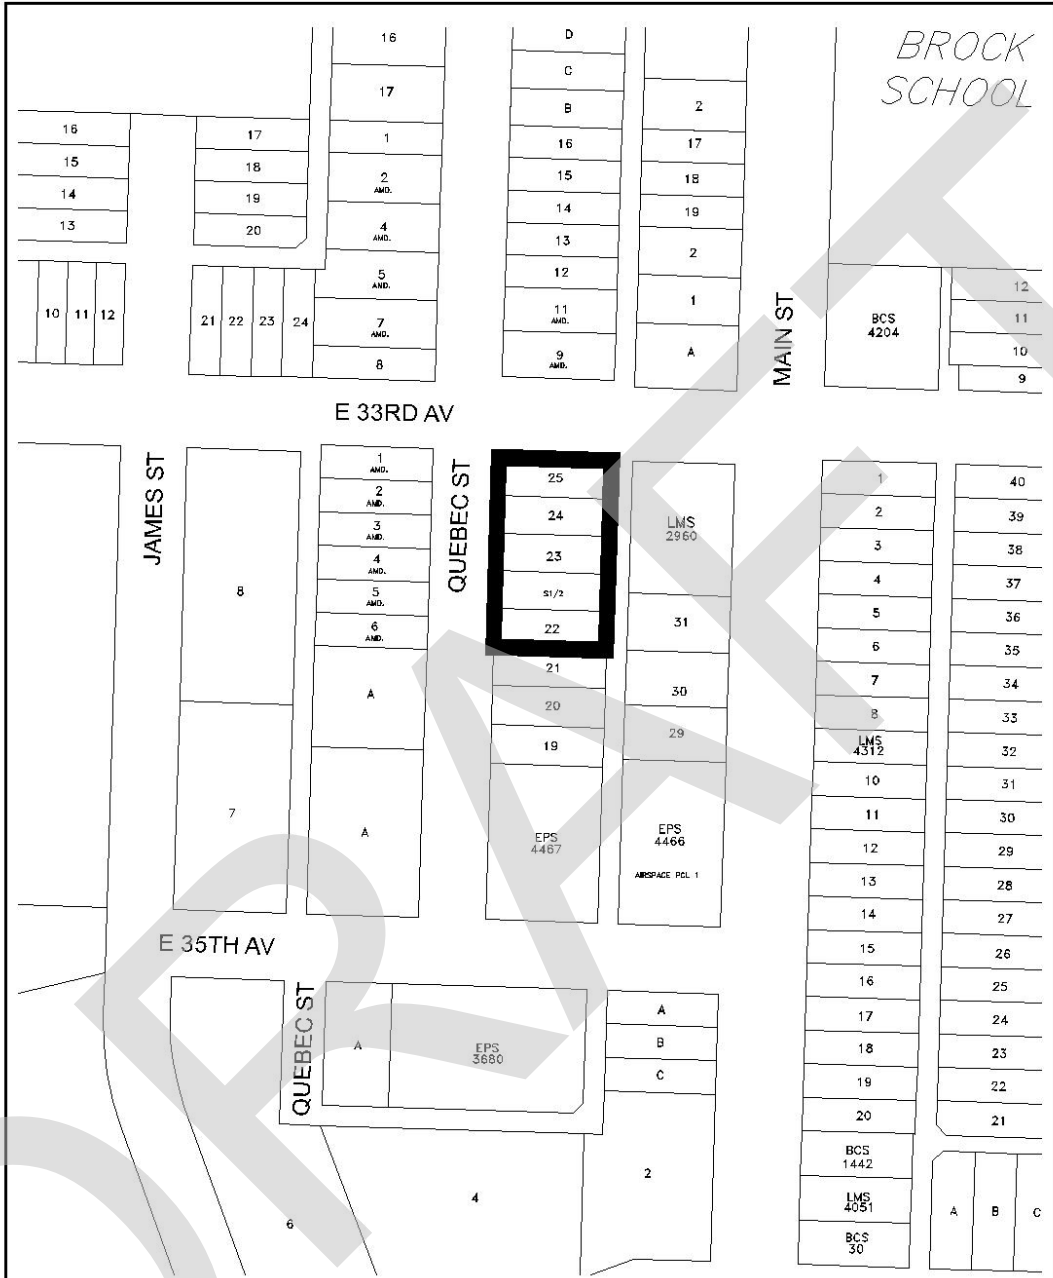 BROCK
SCHOOL
16
17
1
2
AMD.
4
AMD.
5
AMD.
7
AMD.
8
D
C
B
16
15
14
13
12
11
AMD.
9
AMD.
2
17
18
19
2
1
A
16
15
14
13
17
18
19
20
10 11 12
21 22 23 24
MAIN ST
BCS
4204
12
11
10
9
E 33RD AV
JAMES ST
8
7
1
AMD.
2
AMD.
3
AMD.
4
AMD.
5
AMD.
6
AMD.
A
A
QUEBEC ST
25
24
23
S1/2
22
21
20
19
EPS
4467
LMS
2960
31
30
29
EPS
4466
AIRSPACE PCL 1
1
2
3
4
5
6
7
8
LMS
4312
10
11
12
13
14
15
16
17
18
19
20
BCS
1442
LMS
4051
BCS
30
40
39
38
37
36
35
34
33
32
31
30
29
28
27
26
25
24
23
22
21
A B C
E 35TH AV
QUEBEC ST
A
EPS
3680
A
B
C
2
4
6
DRAFT